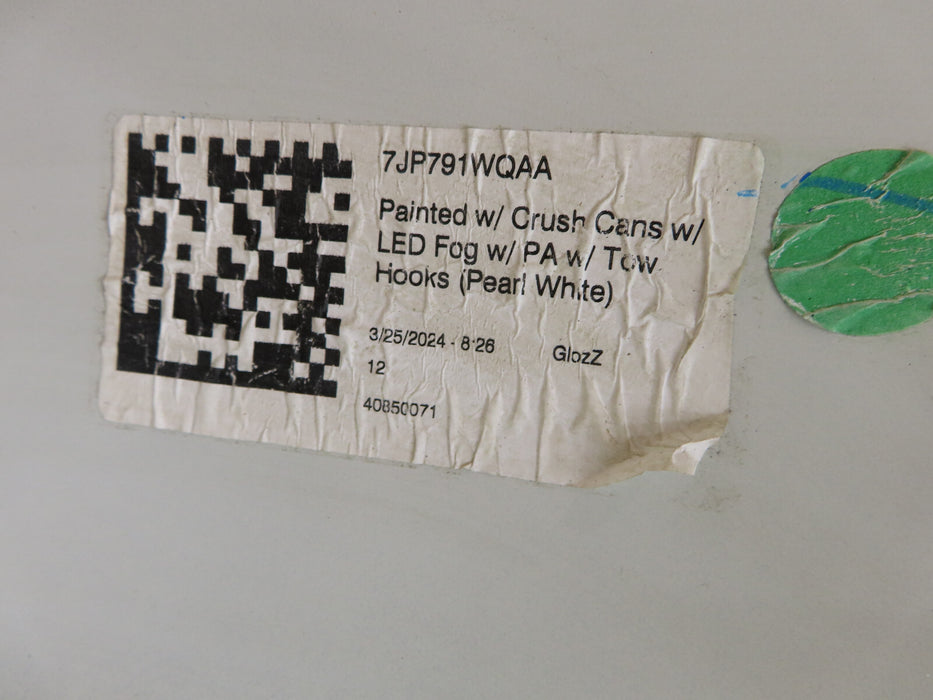 7JP791WQAA
Painted w/ Crush Cans w/
LED Fog w/ PA w/ Tow
Hooks (Pearl White)
3/25/2024 - 8:26 GlozZ
12
40850071